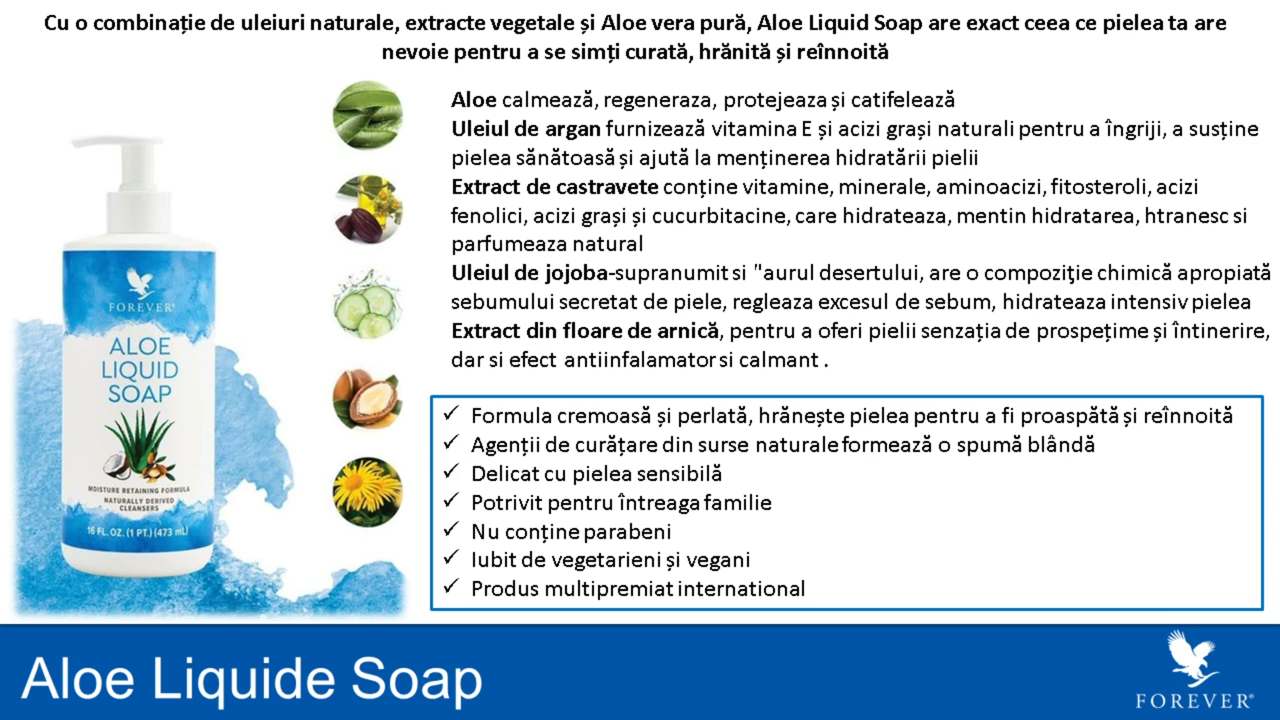 Cu o combinație de uleiuri naturale, extracte vegetale și Aloe vera pură, Aloe Liquid Soap are exact ceea ce pielea ta are
nevoie pentru a se simți curată, hrănită și reînnoită
Aloe calmează, regeneraza, protejeaza și catifelează
Uleiul de argan furnizează vitamina E și acizi grași naturali pentru a îngriji, a susține
pielea sănătoasă și ajută la menținerea hidratării pielii
Extract de castravete conține vitamine, minerale, aminoacizi, fitosteroli, acizi
fenolici, acizi grași și cucurbitacine, care hidrateaza, mentin hidratarea, htranesc si
parfumeaza natural
Uleiul de jojoba-supranumit si "aurul desertului, are o compoziţie chimică apropiată
sebumului secretat de piele, regleaza excesul de sebum, hidrateaza intensiv pielea
Extract din floare de arnică, pentru a oferi pielii senzația de prospețime și întinerire,
dar si efect antiinfalamator si calmant .
FOREVER®
ALOE
LIQUID
SOAP
MOISTURE RETAINING FORMULA
NATURALLY DERIVED
CLEANSERS
16 FL. OZ. (1 PT.) (473 mL)
✓ Formula cremoasă și perlată, hrănește pielea pentru a fi proaspătă și reînnoită
✓ Agenții de curățare din surse naturale formează o spumă blândă
✓ Delicat cu pielea sensibilă
✓ Potrivit pentru întreaga familie
✓ Nu conține parabeni
✓ Iubit de vegetarieni și vegani
✓ Produs multipremiat international
Aloe Liquide Soap
FOREVER®